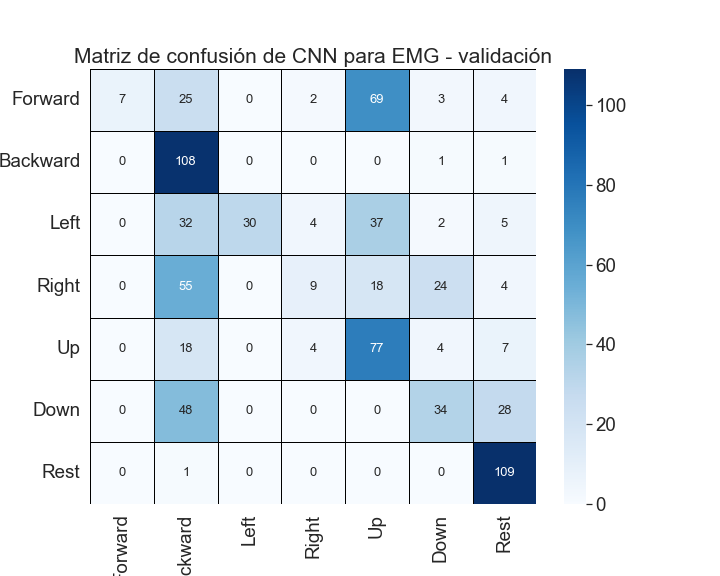 Matriz de confusión de CNN para EMG - validación
Forward 7 25 0 2 69 3 4
Backward 0 108 0 0 0 1 1
Left 0 32 30 4 37 2 5
Right 0 55 0 9 18 24 4
Up 0 18 0 4 77 4 7
Down 0 48 0 0 0 34 28
Rest 0 1 0 0 0 0 109
Forward ckward Left Right Up Down Rest
100
80
60
40
20
0